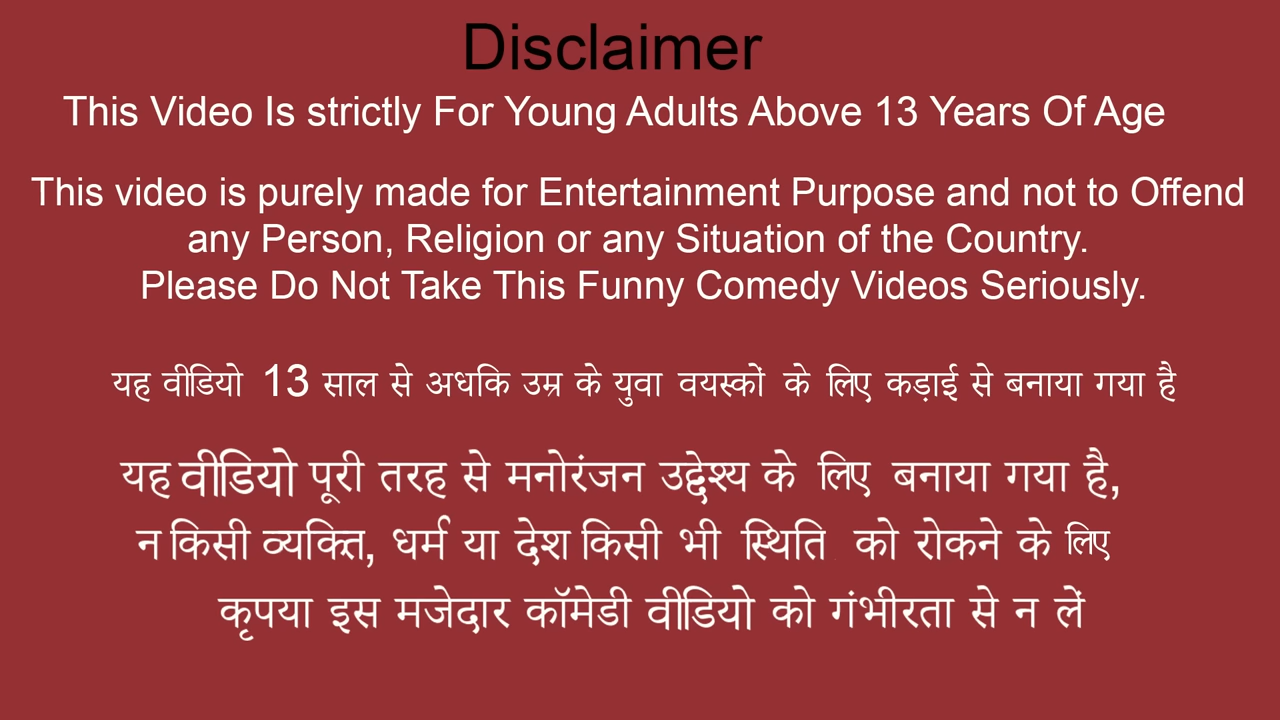 Disclaimer
This Video Is strictly For Young Adults Above 13 Years Of Age
This video is purely made for Entertainment Purpose and not to Offend
any Person, Religion or any Situation of the Country.
Please Do Not Take This Funny Comedy Videos Seriously.
यह वीडियो 13 साल से अधकि उम्र के युवा वयस्कों के लिए कड़ाई से बनाया गया है
यह वीडियो पूरी तरह से मनोरंजन उद्देश्य के लिए बनाया गया है,
न किसी व्यक्ति, धर्म या देश किसी भी स्थिति को रोकने के लिए
कृपया इस मजेदार कॉमेडी वीडियो को गंभीरता से न लें